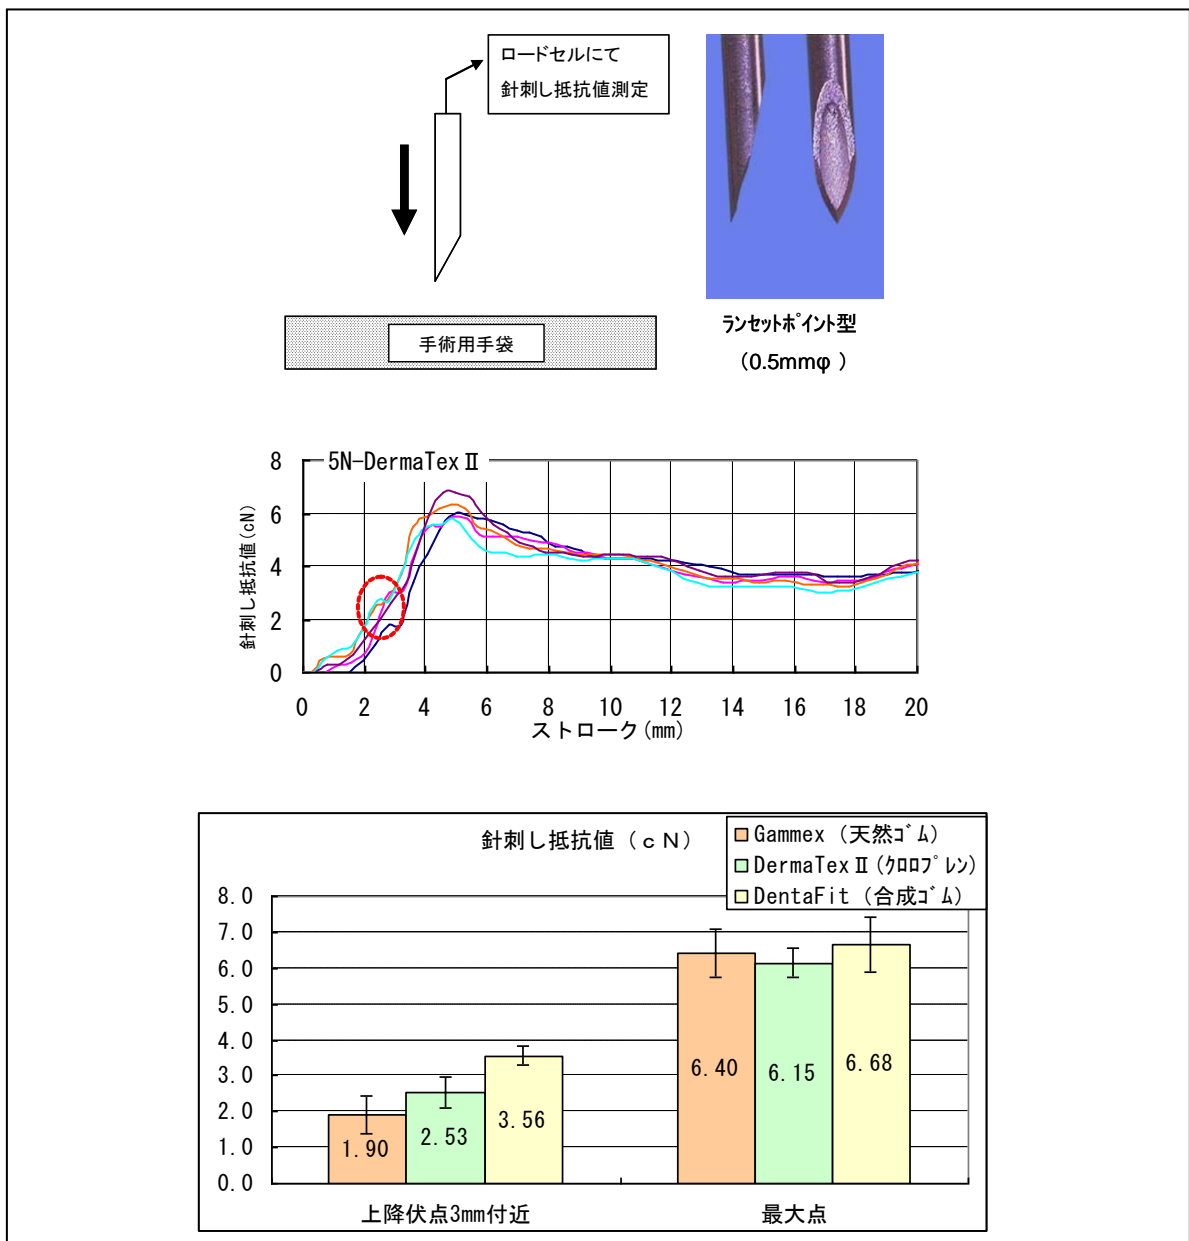 ロードセルにて
針刺し抵抗値測定
手術用手袋
ランセットポイント型
(0.5mmφ )
5N-DermaTexⅡ
針刺し抵抗値(cN)
8
6
4
2
0
0 2 4 6 8 10 12 14 16 18 20
ストローク(mm)
針刺し抵抗値(cN)
Gammex (天然ゴム)
DermaTexⅡ(クロロプレン)
DentaFit (合成ゴム)
8.0
7.0
6.0
5.0
4.0
3.0
2.0
1.0
0.0
1.90 2.53 3.56 6.40 6.15 6.68
上降伏点3mm付近 最大点